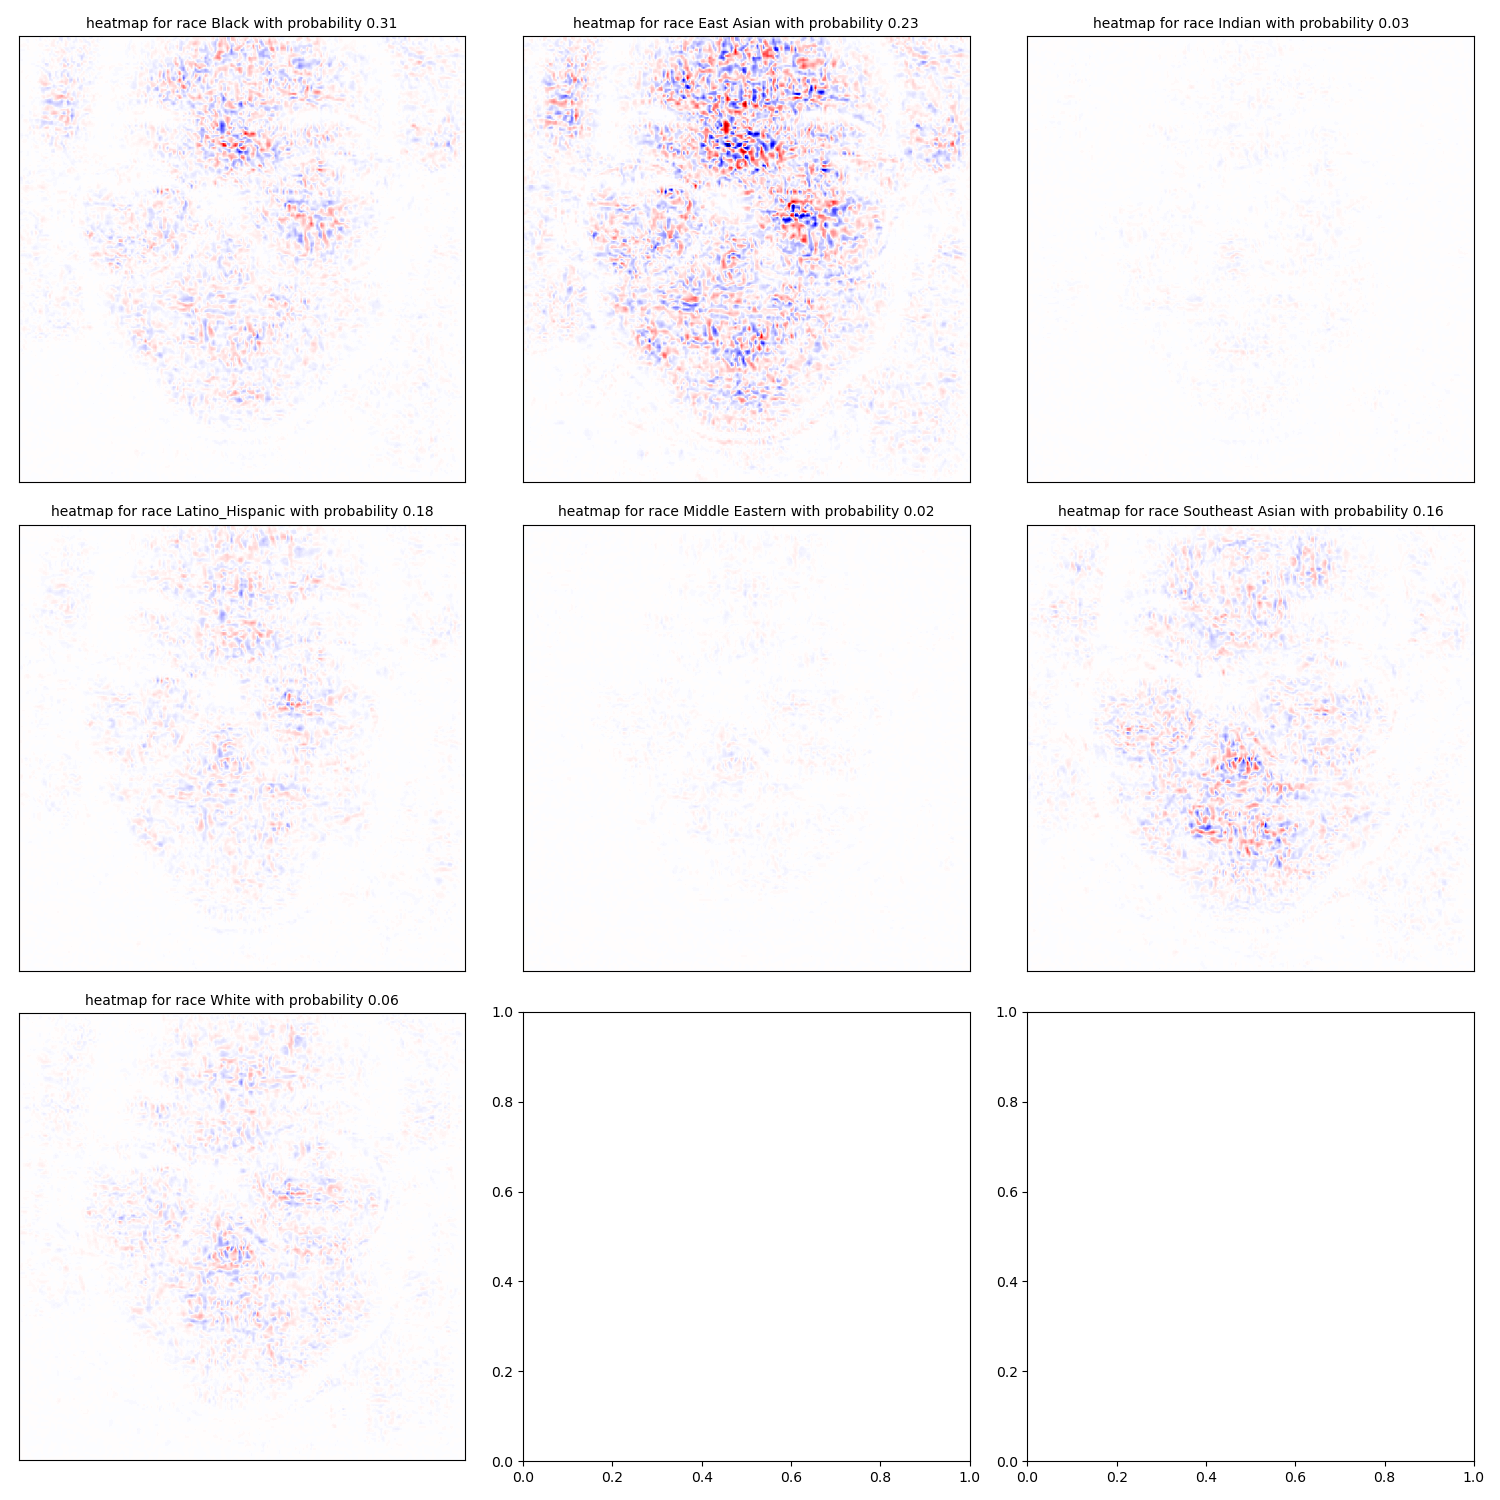 heatmap for race Black with probability 0.31
heatmap for race East Asian with probability 0.23
heatmap for race Indian with probability 0.03
heatmap for race Latino_Hispanic with probability 0.18
heatmap for race Middle Eastern with probability 0.02
heatmap for race Southeast Asian with probability 0.16
heatmap for race White with probability 0.06
1.0
0.8
0.6
0.4
0.2
0.0
0.0 0.2 0.4 0.6 0.8 1.0
1.0
0.8
0.6
0.4
0.2
0.0
0.0 0.2 0.4 0.6 0.8 1.0